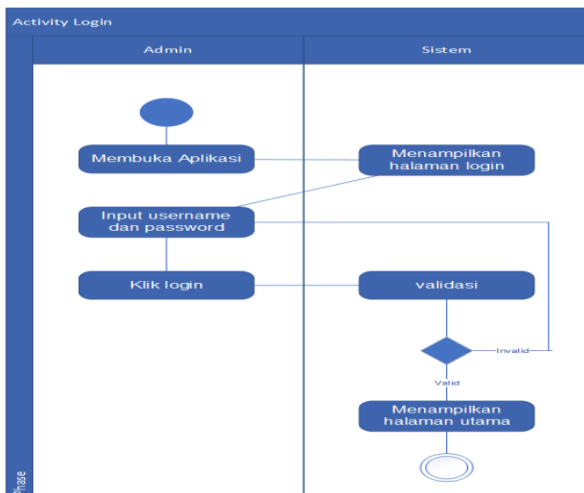 Activity Login
Admin
Sistem
Membuka Aplikasi
Menampilkan
halaman login
Input username
dan password
Klik login
validasi
Invalid
Valid
Menampilkan
halaman utama
Phase